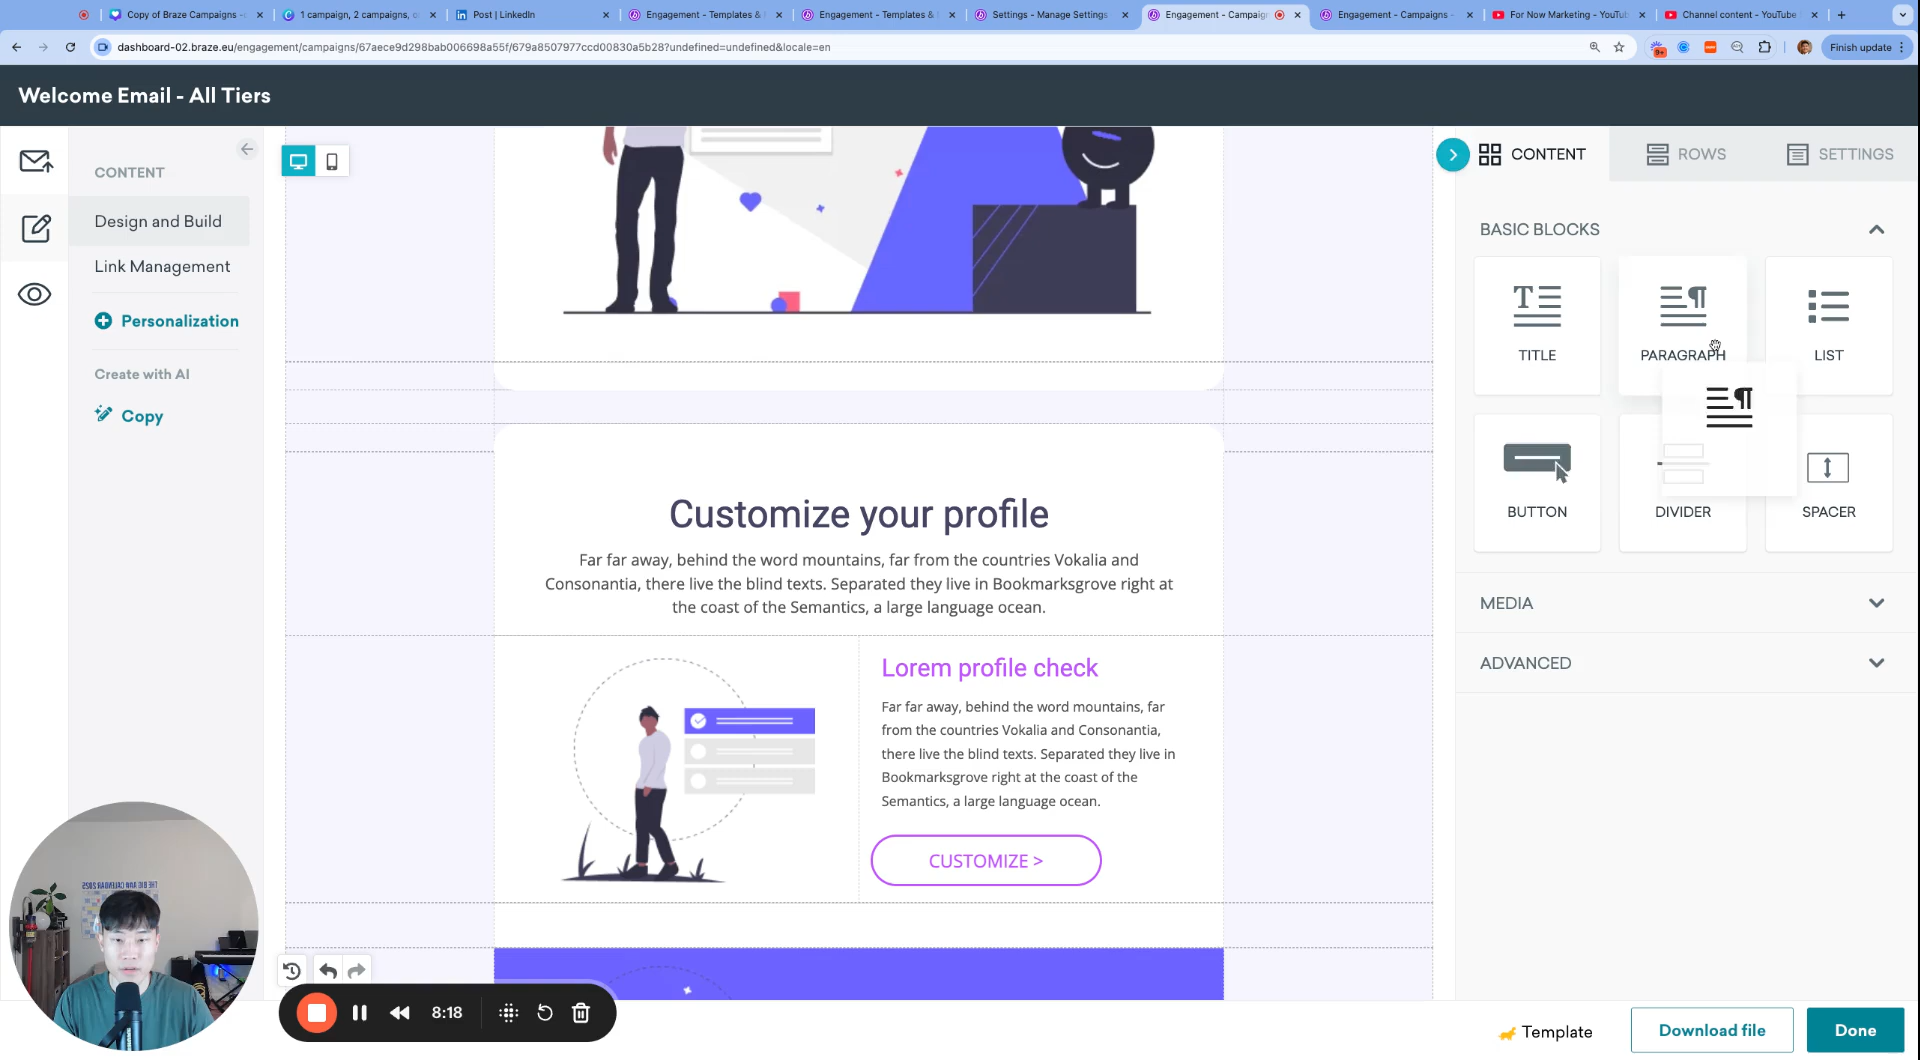 Copy of Braze Campaigns -
1 campaign, 2 campaigns,
Post | LinkedIn
Engagement - Templates &
Engagement - Templates &
Settings - Manage Settings
Engagement - Campaign
Engagement - Campaigns -
For Now Marketing - YouTub
Channel content - YouTube
dashboard-02.braze.eu/engagement/campaigns/67aece9d298bab006698a55f/679a8507977ccd00830a5b28?undefined=undefined&locale=en
9+
Finish update
Welcome Email - All Tiers
CONTENT
Design and Build
Link Management
Personalization
Create with AI
Copy
CONTENT
ROWS
SETTINGS
BASIC BLOCKS
TITLE
PARAGRAPH
LIST
BUTTON
DIVIDER
SPACER
MEDIA
ADVANCED
Customize your profile
Far far away, behind the word mountains, far from the countries Vokalia and
Consonantia, there live the blind texts. Separated they live in Bookmarksgrove right at
the coast of the Semantics, a large language ocean.
Lorem profile check
Far far away, behind the word mountains, far
from the countries Vokalia and Consonantia,
there live the blind texts. Separated they live in
Bookmarksgrove right at the coast of the
Semantics, a large language ocean.
CUSTOMIZE >
8:18
Template
Download file
Done